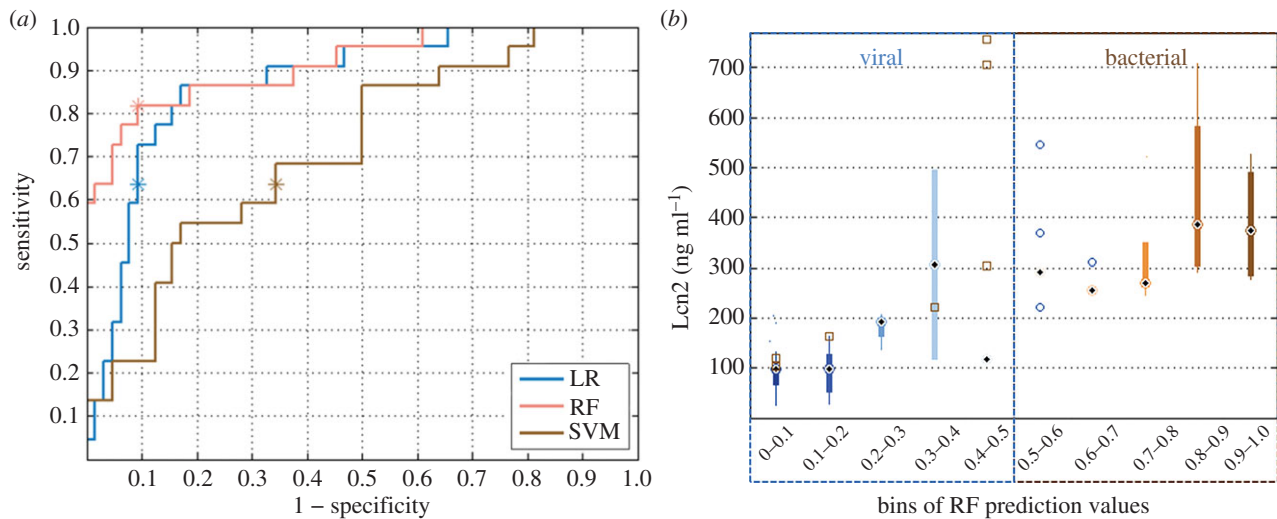 (a)
1.0
0.9
0.8
0.7
0.6
0.5
0.4
0.3
0.2
0.1
sensitivity
0.1 0.2 0.3 0.4 0.5 0.6 0.7 0.8 0.9 1.0
1 – specificity
LR
RF
SVM
(b)
viral
bacterial
700
600
500
400
300
200
100
Lcn2 (ng ml–1)
0–0.1 0.1–0.2 0.2–0.3 0.3–0.4 0.4–0.5 0.5–0.6 0.6–0.7 0.7–0.8 0.8–0.9 0.9–1.0
bins of RF prediction values